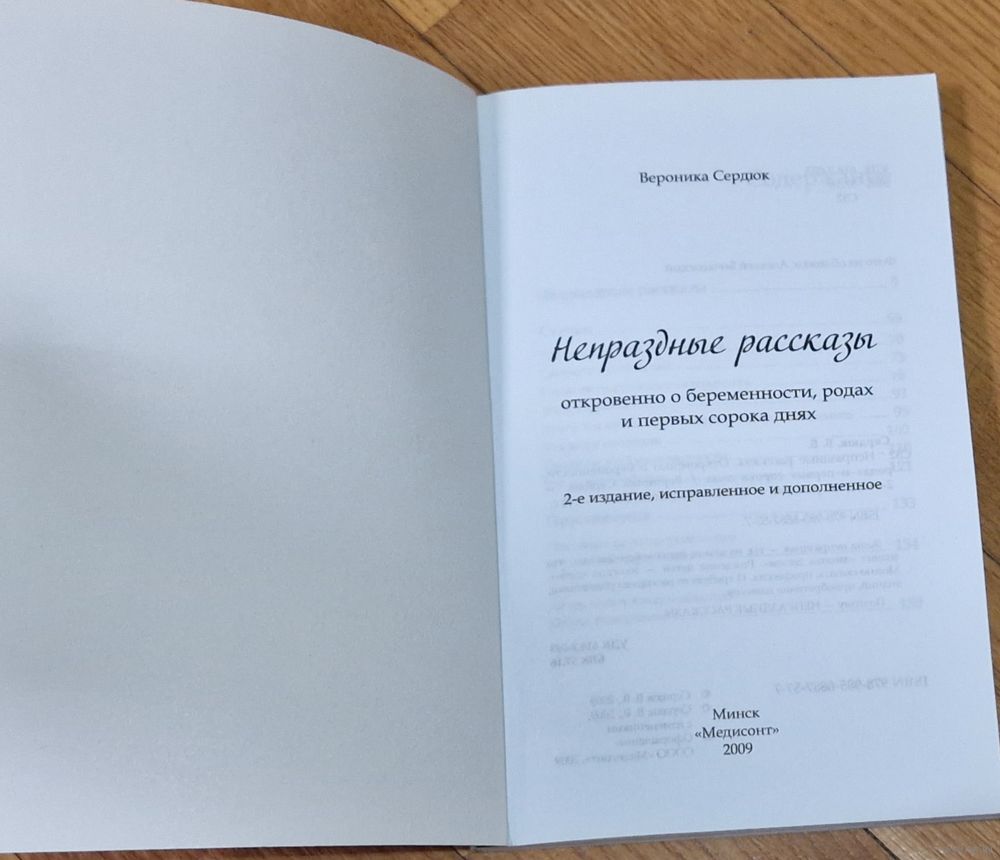 Вероника Сердюк
Непраздные рассказы
откровенно о беременности, родах
и первых сорока днях
2-е издание, исправленное и дополненное
Минск
«Медисонт»
2009